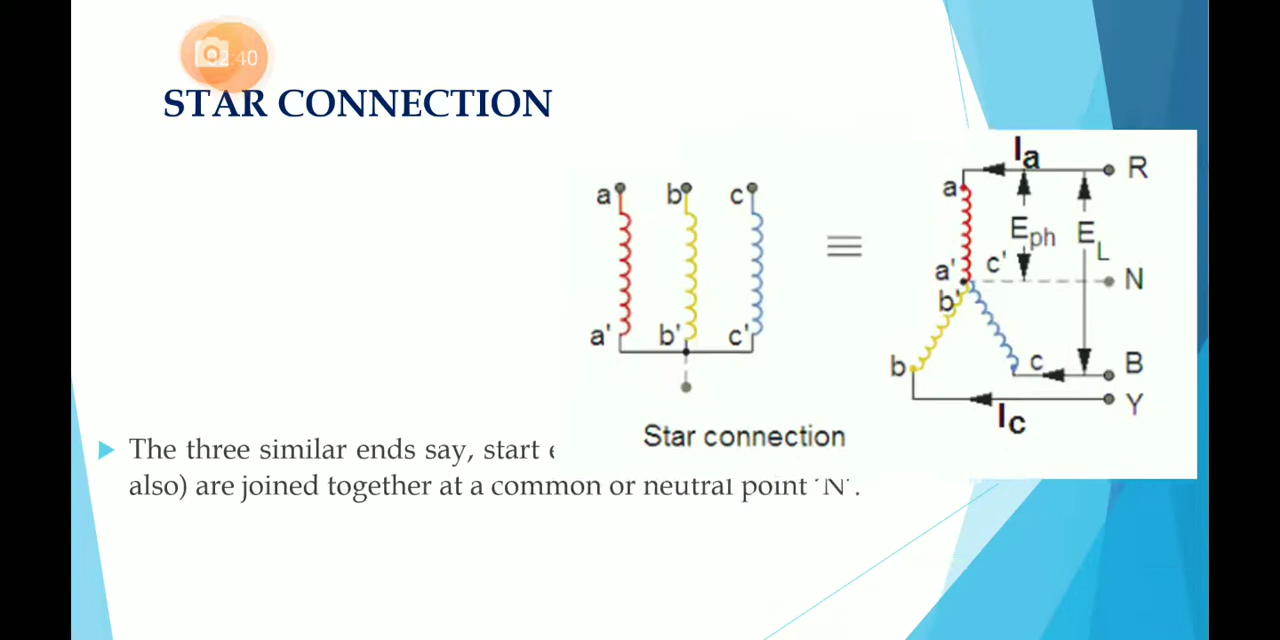 :40
STAR CONNECTION
a b c
a' b' c'
Star connection
≡
Ia
R
a
Eph EL
a' c'
N
b'
b
c
B
Y
Ic
The three similar ends say, start
also) are joined together at a common or neutral point ‘N’.